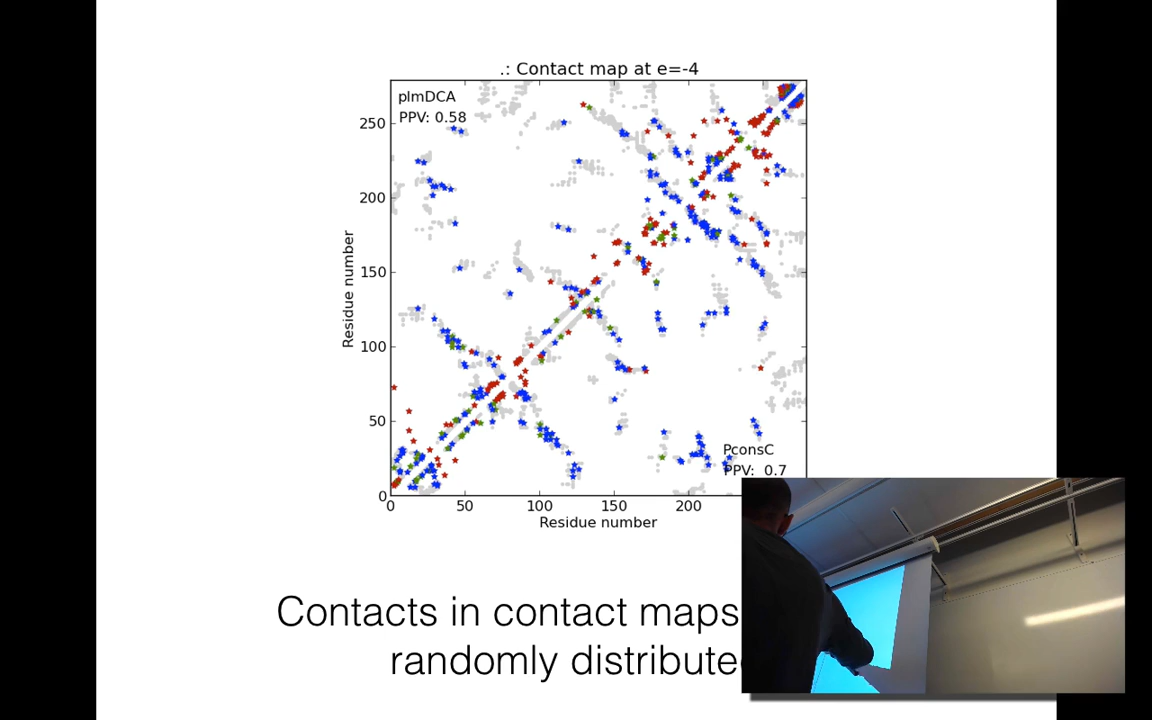 .: Contact map at e=-4
plmDCA
PPV: 0.58
250
200
150
100
50
0
Residue number
PconsC
PPV: 0.7
0 50 100 150 200
Residue number
Contacts in contact maps
randomly distribute